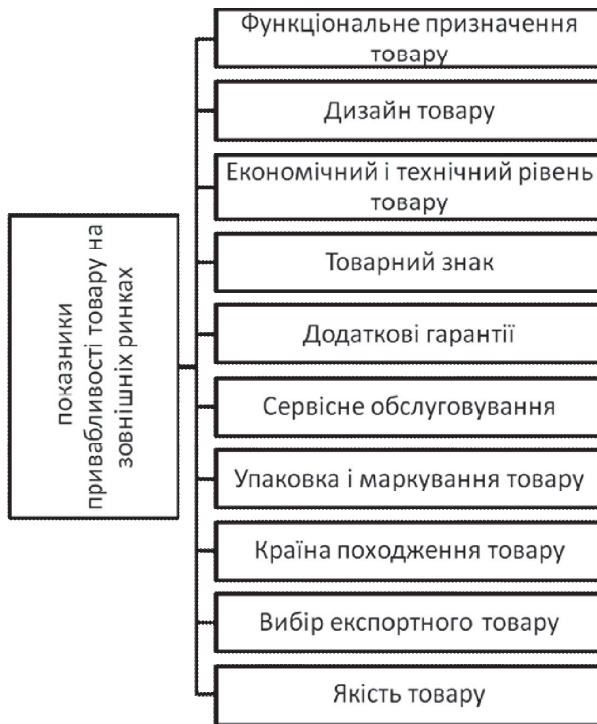 показники
привабливості товару на
зовнішніх ринках
Функціональне призначення
товару
Дизайн товару
Економічний і технічний рівень
товару
Товарний знак
Додаткові гарантії
Сервісне обслуговування
Упаковка і маркування товару
Країна походження товару
Вибір експортного товару
Якість товару